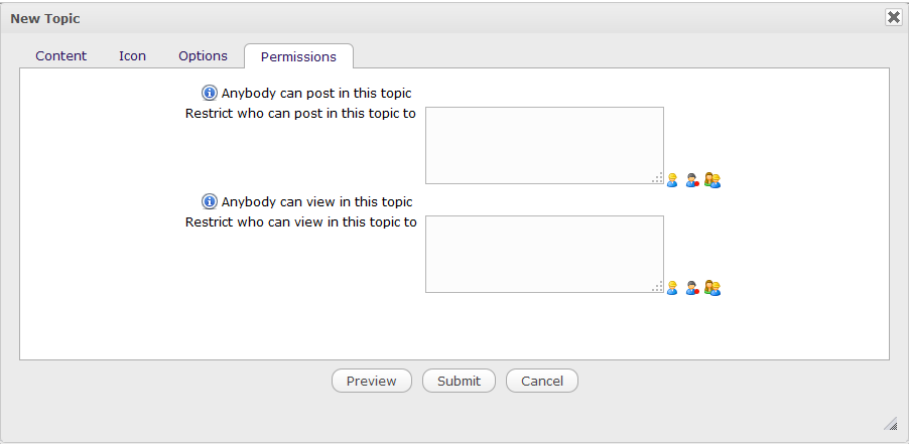 New Topic
Content Icon Options Permissions
Anybody can post in this topic
Restrict who can post in this topic to
Anybody can view in this topic
Restrict who can view in this topic to
Preview Submit Cancel